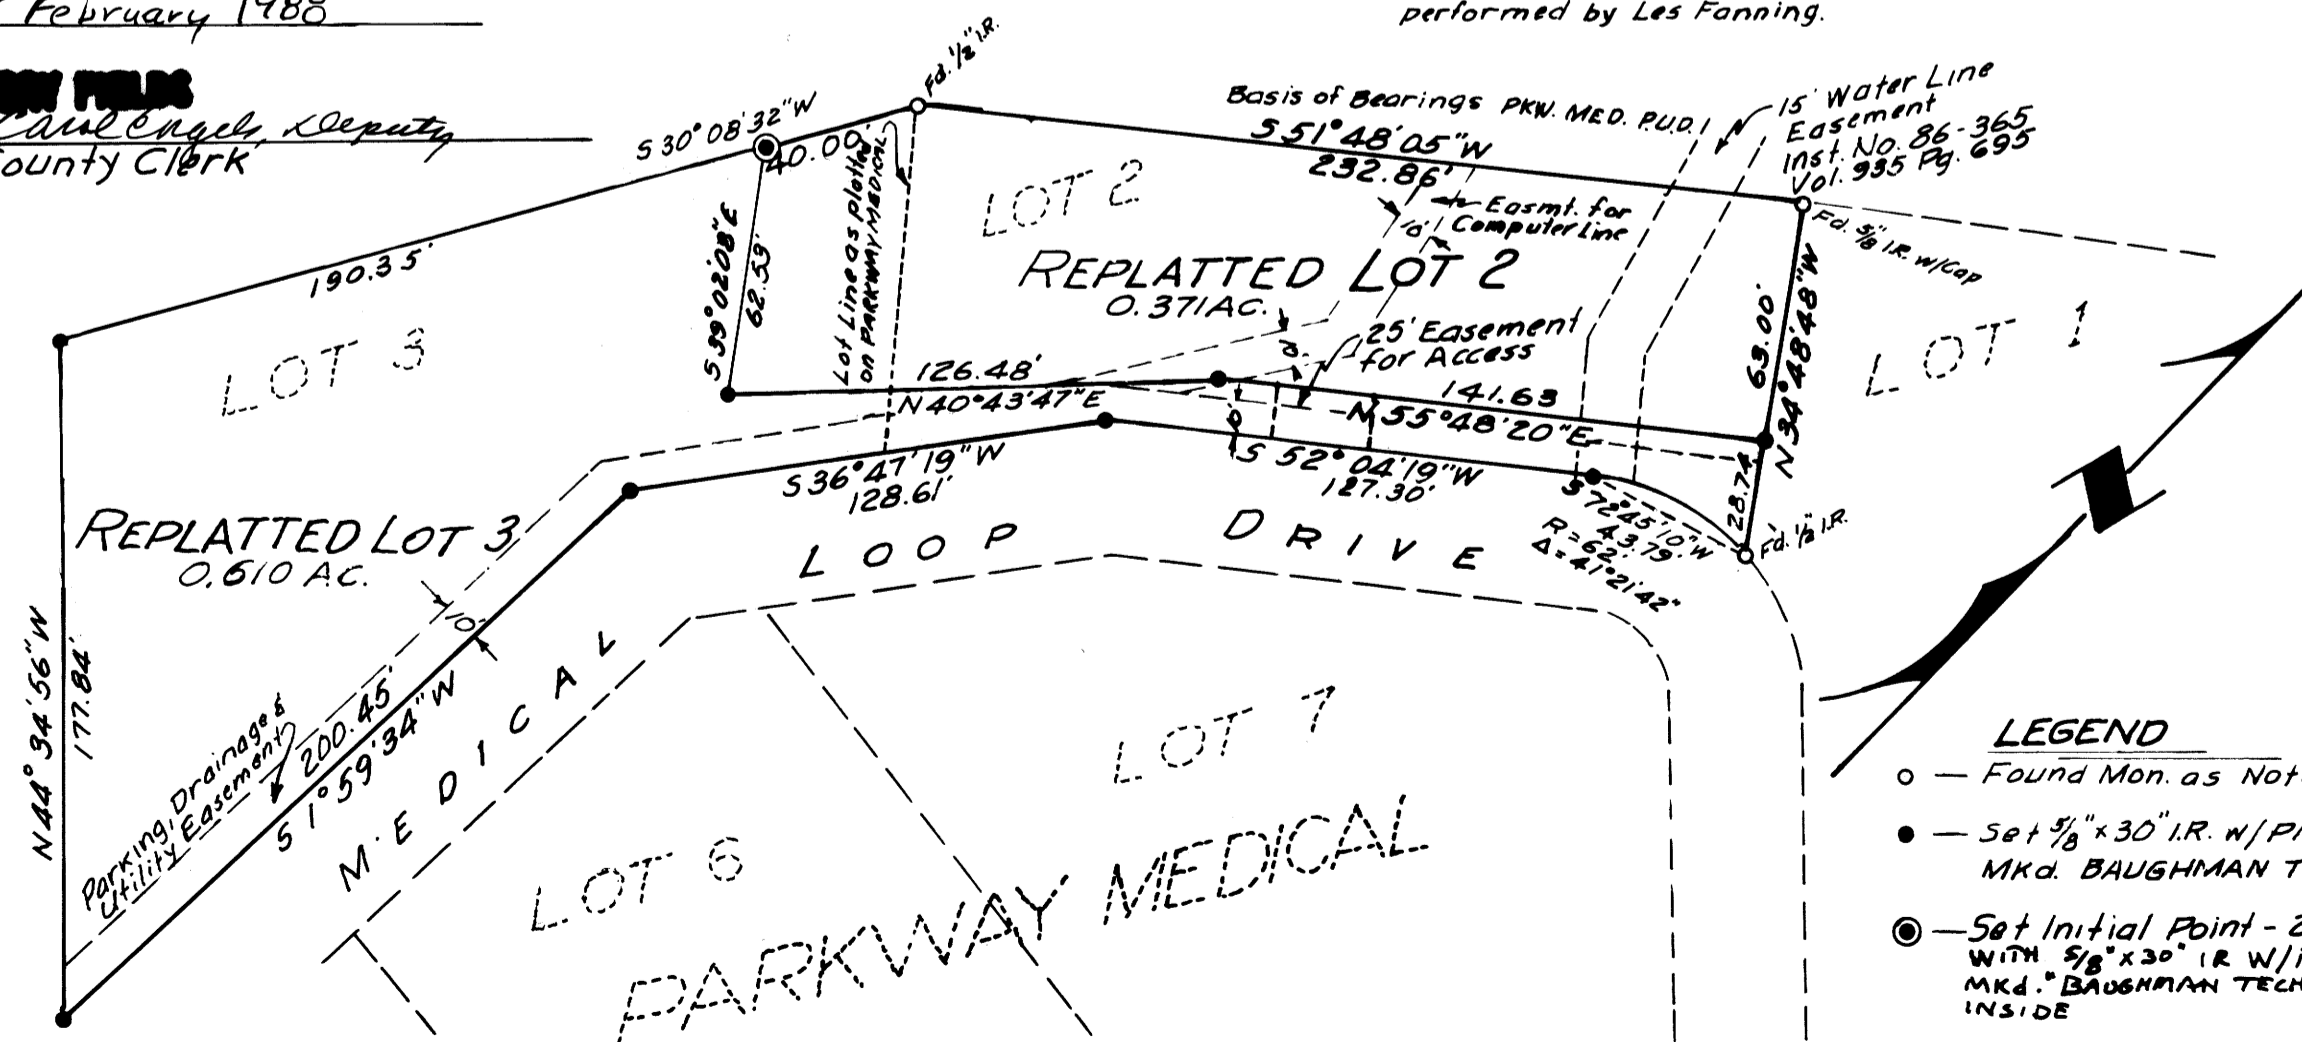 February 1988
performed by Les Fanning.
Carol Engels, Deputy
County Clerk
Fd. 1/2" I.R.
S 30° 08' 32" W
40.00'
Basis of Bearings PKW. MED. P.U.D.
S 51° 48' 05" W
232.86'
15' Water Line
Easement
Inst. No. 86-365
Vol. 935 Pg. 695
LOT 2
Easmt. for
Computer Line
10'
Fd. 5/8" I.R. w/Cap
190.35'
S 39° 02' 08" E
62.53'
Lot Line as platted
on PARKWAY MEDICAL
REPLATTED LOT 2
0.371 AC.
25' Easement
for Access
63.00'
N 34° 48' 48" W
LOT 1
LOT 3
126.48'
N 40° 43' 47" E
141.63
N 55° 48' 20" E
S 36° 47' 19" W
128.61'
S 52° 04' 19" W
127.30'
28.74
S 72° 45' 10" W
43.79'
R = 62'
Δ = 41° 21' 42"
Fd. 1/2" I.R.
REPLATTED LOT 3
0.610 AC.
10'
MEDICAL LOOP DRIVE
N 44° 34' 56" W
177.84'
Parking, Drainage &
Utility Easement
200.45'
S 1° 59' 34" W
LOT 7
LOT 6
PARKWAY MEDICAL
LEGEND
— Found Mon. as Not
— Set 5/8" x 30" I.R. w/
MKd. BAUGHMAN T
— Set Initial Point - 2
WITH 5/8" x 30" IR W/
MKd. "BAUGHMAN TECH
INSIDE